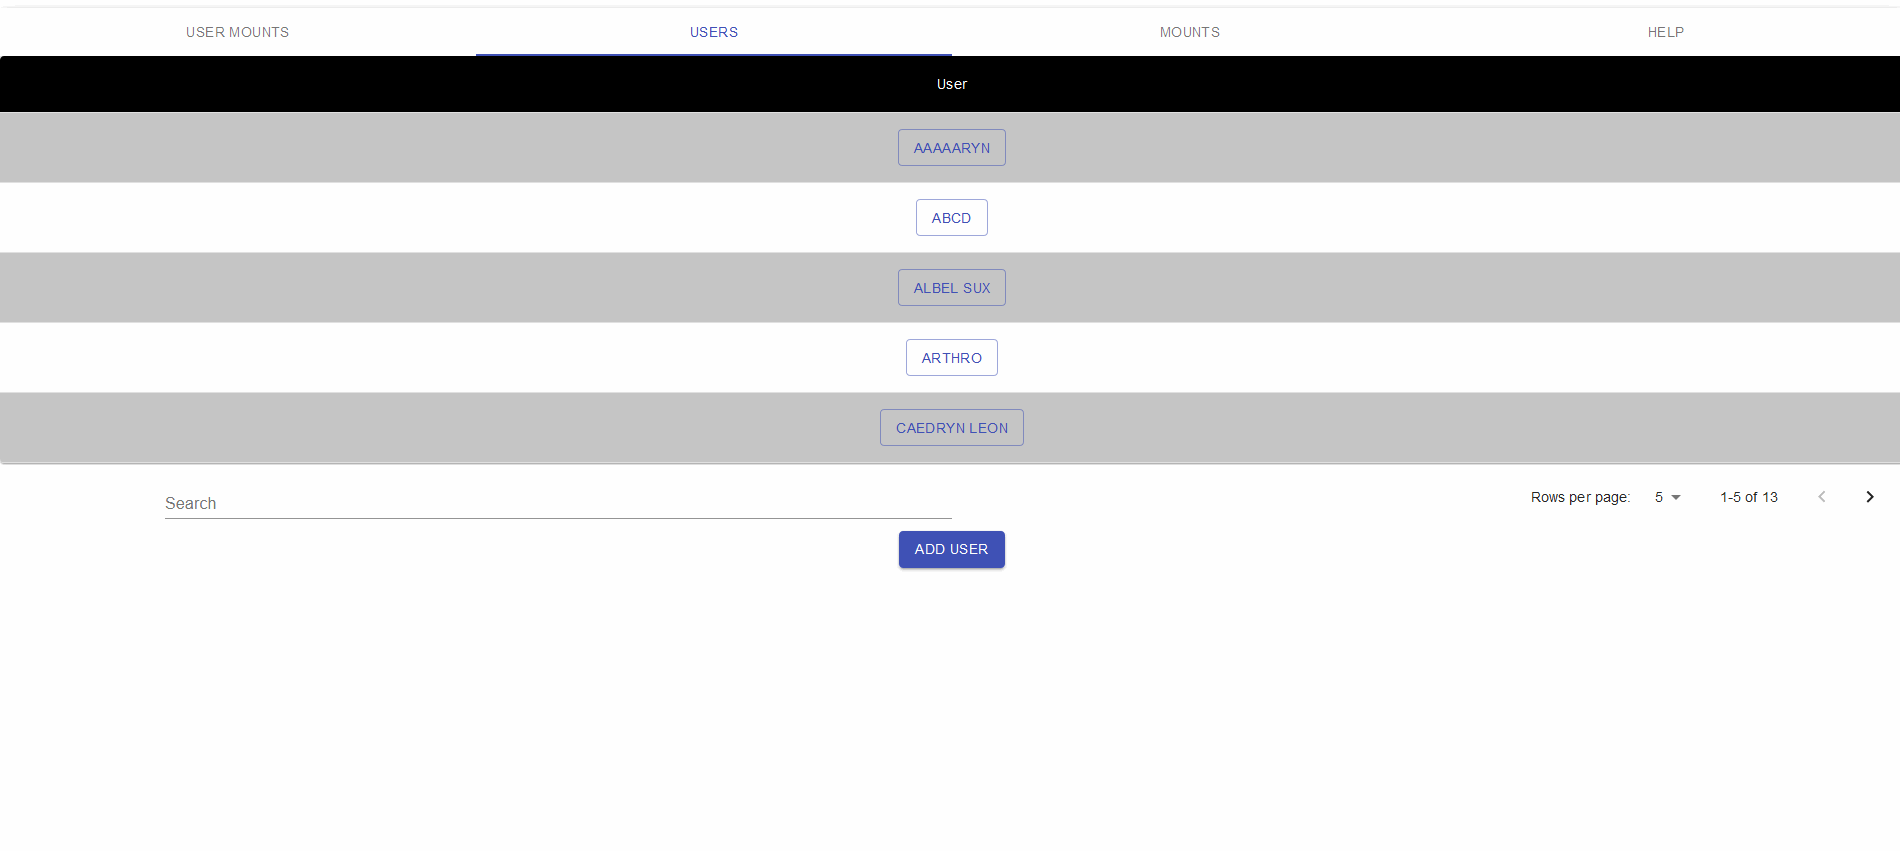 USER MOUNTS USERS MOUNTS HELP
User
AAAAARYN
ABCD
ALBEL SUX
ARTHRO
CAEDRYN LEON
Search Rows per page: 5 1-5 of 13
ADD USER